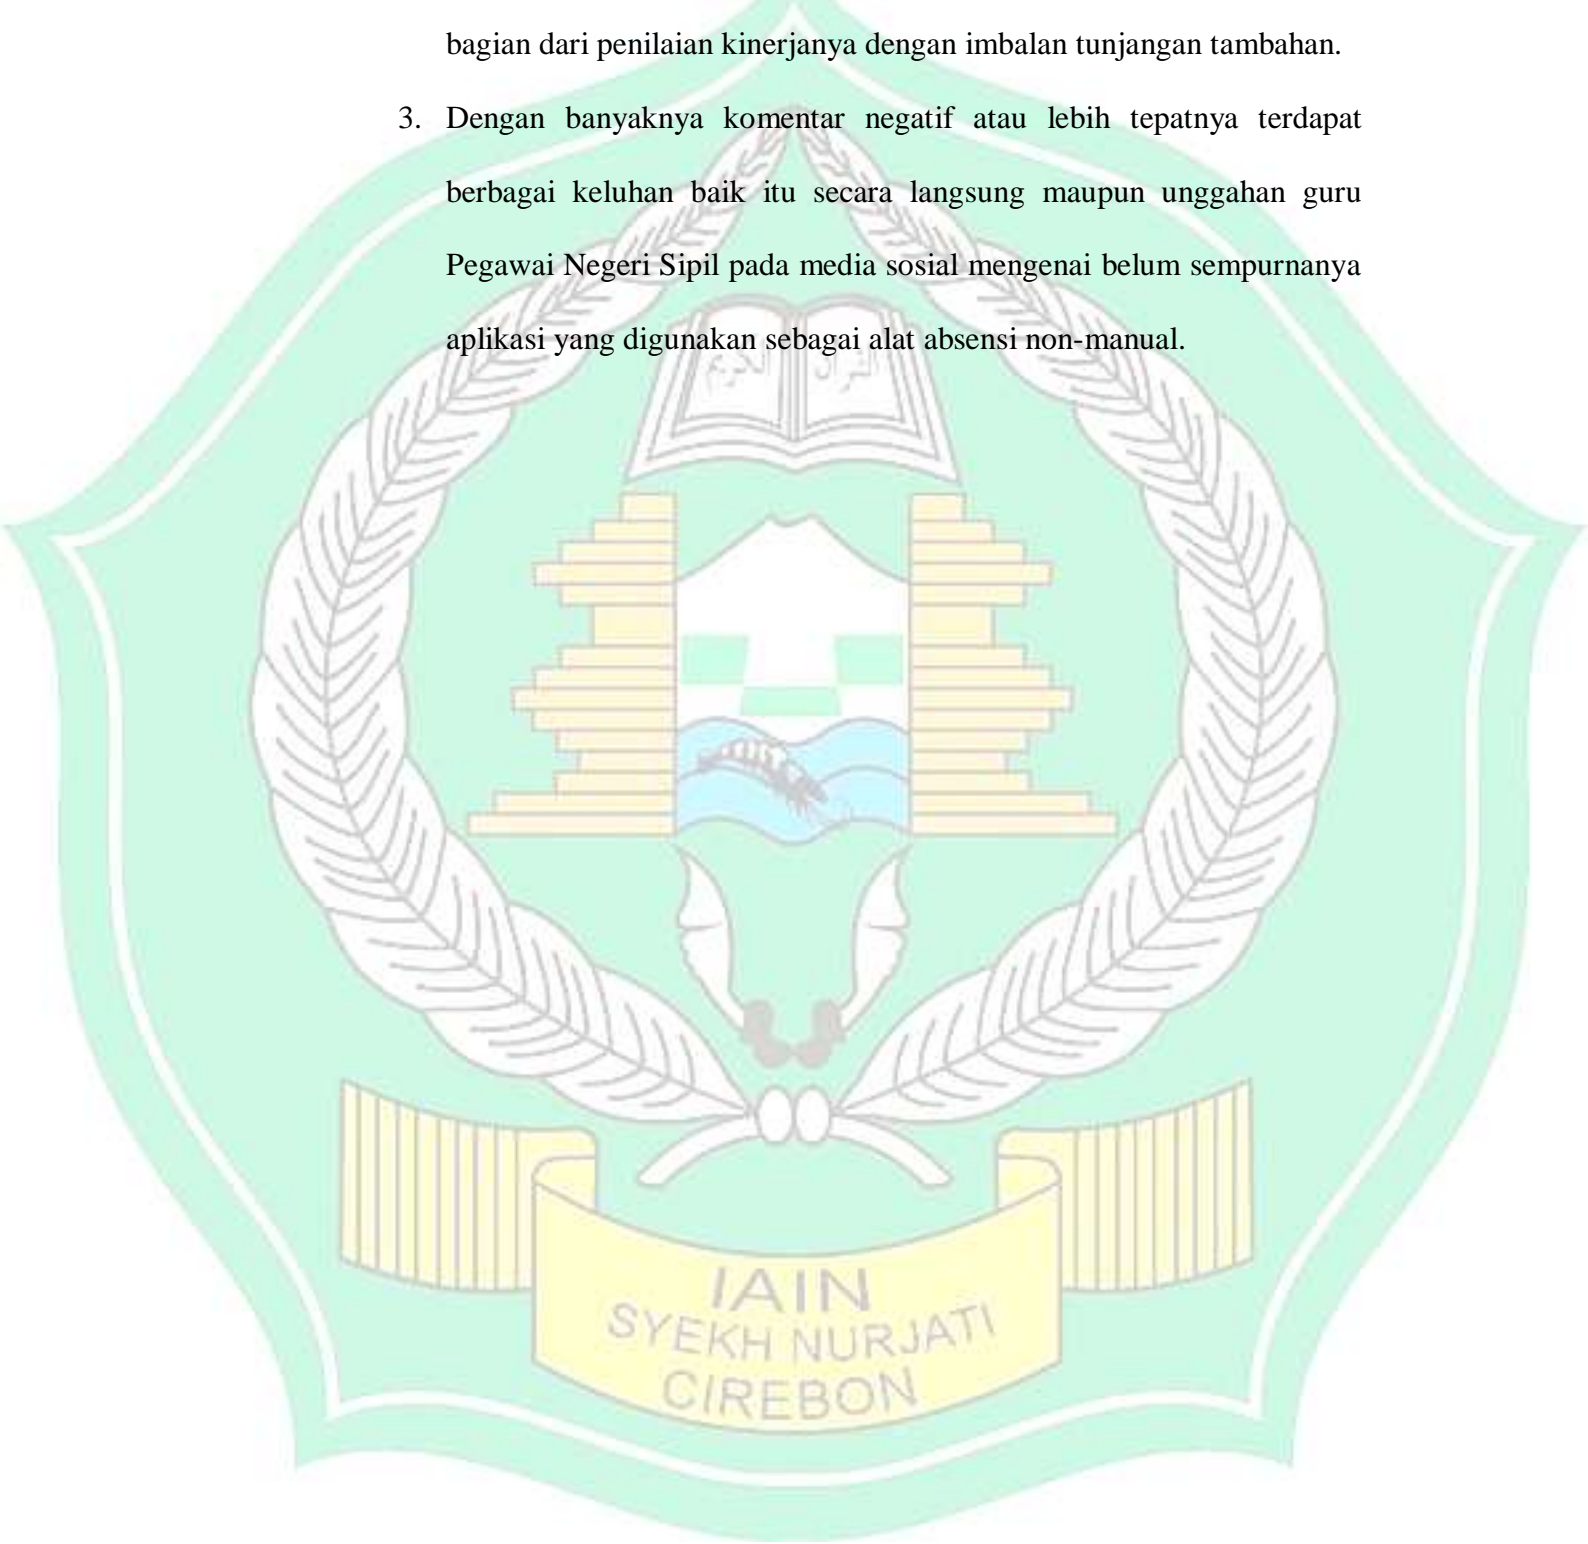 bagian dari penilaian kinerjanya dengan imbalan tunjangan tambahan.
3. Dengan banyaknya komentar negatif atau lebih tepatnya terdapat
berbagai keluhan baik itu secara langsung maupun unggahan guru
Pegawai Negeri Sipil pada media sosial mengenai belum sempurnanya
aplikasi yang digunakan sebagai alat absensi non-manual.
IAIN
SYEKH NURJATI
CIREBON